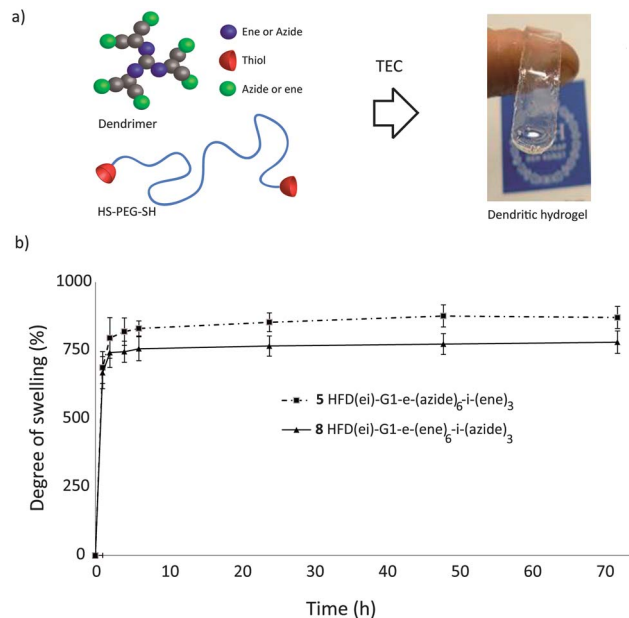 a)
Ene or Azide
Thiol
Azide or ene
Dendrimer
HS-PEG-SH
TEC
Dendritic hydrogel
b)
1000
750
500
250
0
0 10 20 30 40 50 60 70
Degree of swelling (%)
Time (h)
5 HFD(ei)-G1-e-(azide)6-i-(ene)3
8 HFD(ei)-G1-e-(ene)6-i-(azide)3